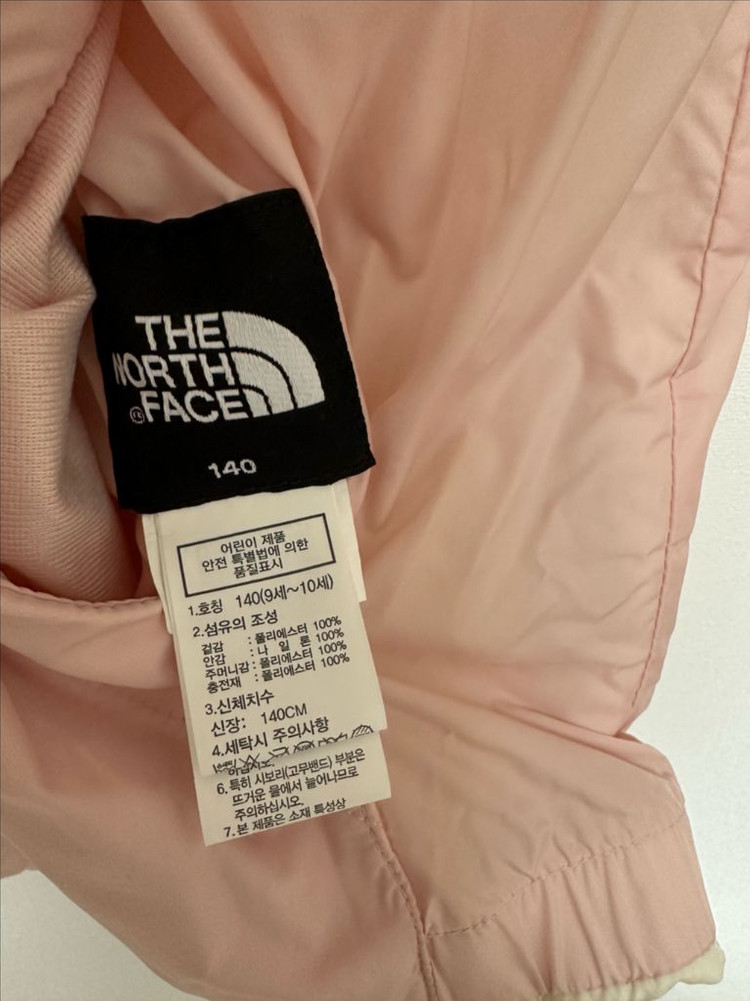 THE
NORTH
FACE
140
어린이 제품
안전 특별법에 의한
품질표시
1.호칭 140(9세~10세)
2.섬유의 조성
겉감 : 폴리에스터 100%
안감 : 나 일 론 100%
주머니감 : 폴리에스터 100%
충전재 : 폴리에스터 100%
3.신체치수
신장: 140CM
4.세탁시 주의사항
하십시오.
6.특히 시보리(고무밴드) 부분은
뜨거운 물에서 늘어나므로
주의하십시오.
7.본 제품은 소재 특성상